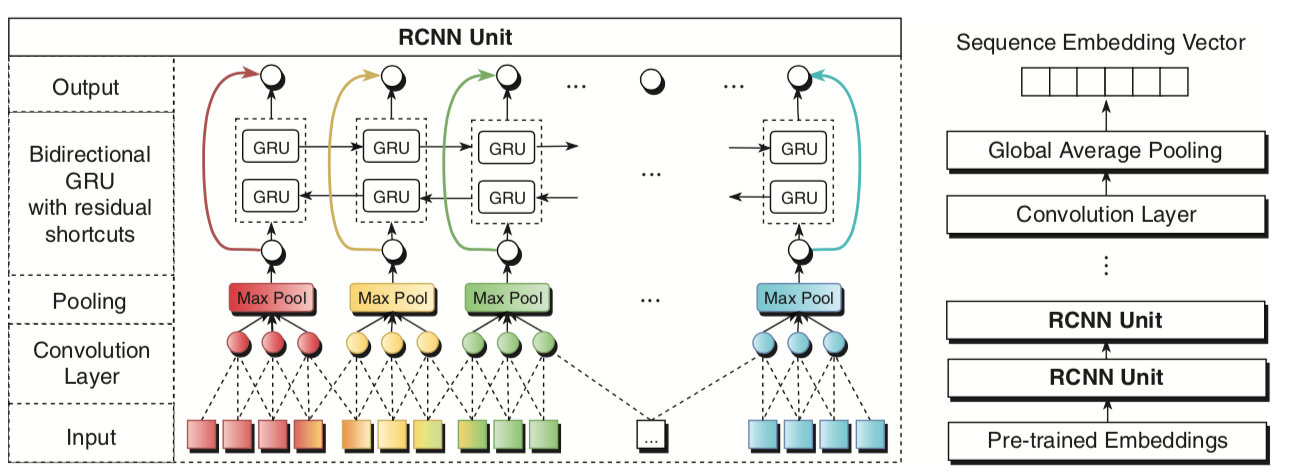 RCNN Unit
Output
...
...
Bidirectional
GRU
with residual
shortcuts
GRU
GRU
GRU
GRU
...
GRU
GRU
GRU
GRU
Pooling
Max Pool
Max Pool
Max Pool
...
Max Pool
Convolution
Layer
Input
...
Sequence Embedding Vector
Global Average Pooling
Convolution Layer
⋮
RCNN Unit
RCNN Unit
Pre-trained Embeddings